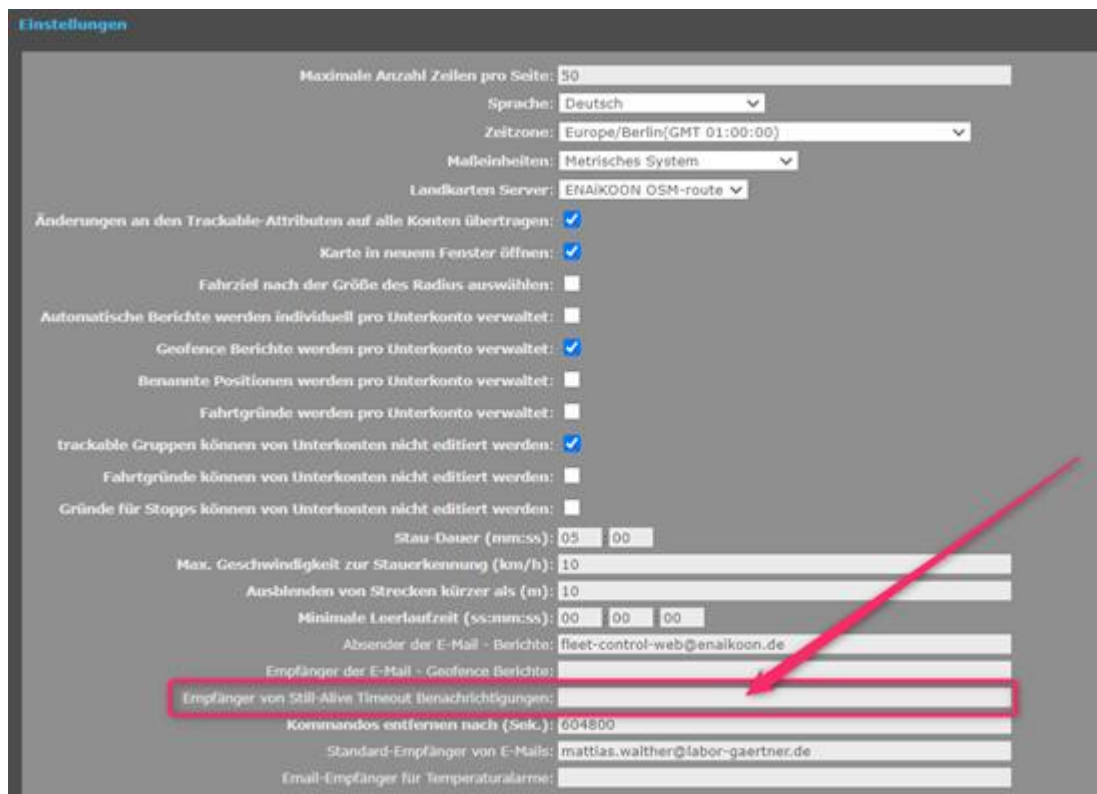 Einstellungen
Maximale Anzahl Zeilen pro Seite: 50
Sprache: Deutsch
Zeitzone: Europe/Berlin(GMT 01:00:00)
Maßeinheiten: Metrisches System
Landkarten Server: ENAiKOON OSM-route
Änderungen an den Trackable-Attributen auf alle Konten übertragen:
Karte in neuem Fenster öffnen:
Fahrziel nach der Größe des Radius auswählen:
Automatische Berichte werden individuell pro Unterkonto verwaltet:
Geofence Berichte werden pro Unterkonto verwaltet:
Benannte Positionen werden pro Unterkonto verwaltet:
Fahrtgründe werden pro Unterkonto verwaltet:
trackable Gruppen können von Unterkonten nicht editiert werden:
Fahrtgründe können von Unterkonten nicht editiert werden:
Gründe für Stopps können von Unterkonten nicht editiert werden:
Stau-Dauer (mm:ss): 05 : 00
Max. Geschwindigkeit zur Stauerkennung (km/h): 10
Ausblenden von Strecken kürzer als (m): 10
Minimale Leerlaufzeit (ss:mm:ss): 00 : 00 : 00
Absender der E-Mail - Berichte: fleet-control-web@enaikoon.de
Empfänger der E-Mail - Geofence Berichte:
Empfänger von Still-Alive Timeout Benachrichtigungen:
Kommandos entfernen nach (Sek.): 604800
Standard-Empfänger von E-Mails: mattias.walther@labor-gaertner.de
Email-Empfänger für Temperaturalarme: